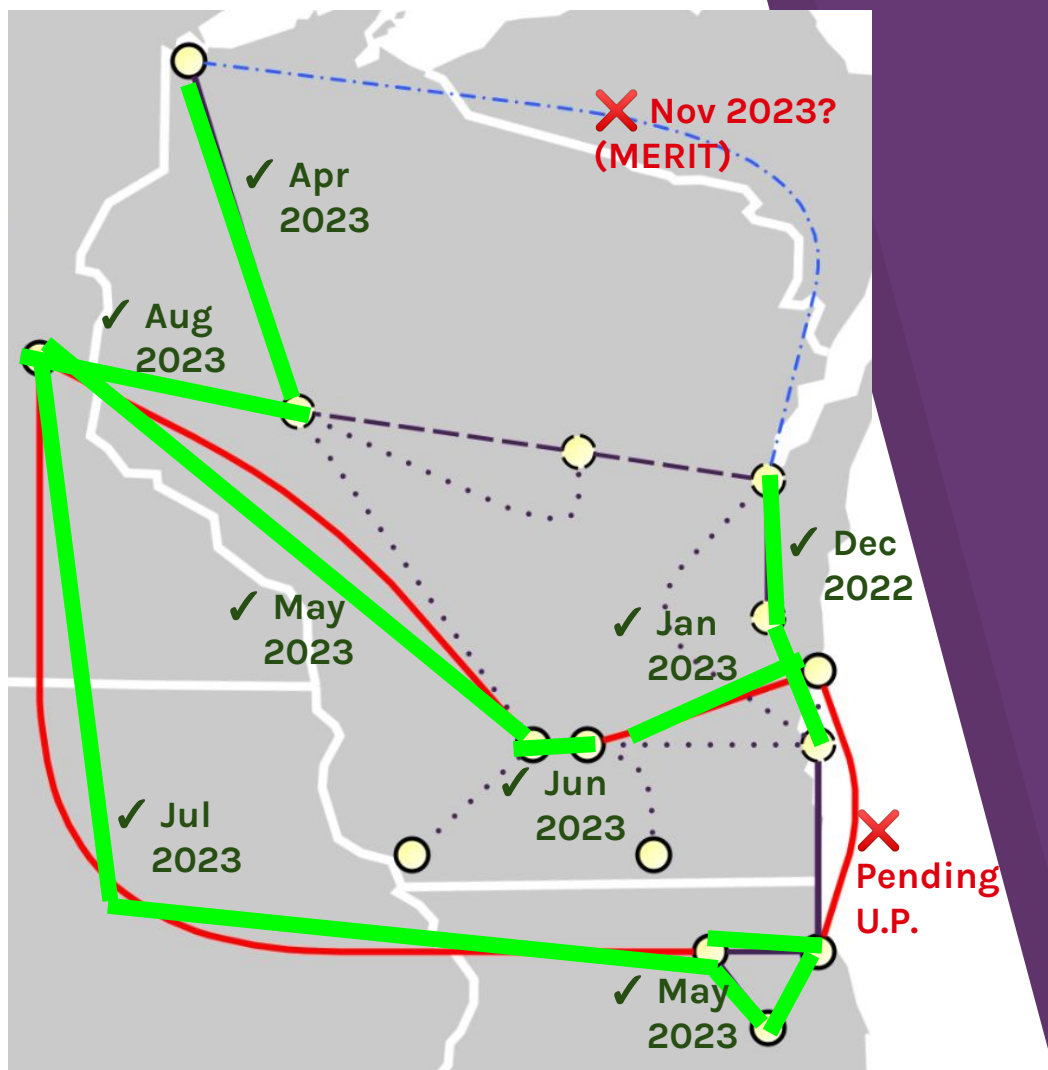 ❌ Nov 2023?
(MERIT)
✓ Apr
2023
✓ Aug
2023
✓ Dec
2022
✓ May
2023
✓ Jan
2023
✓ Jun
2023
✓ Jul
2023
❌
Pending
U.P.
✓ May
2023